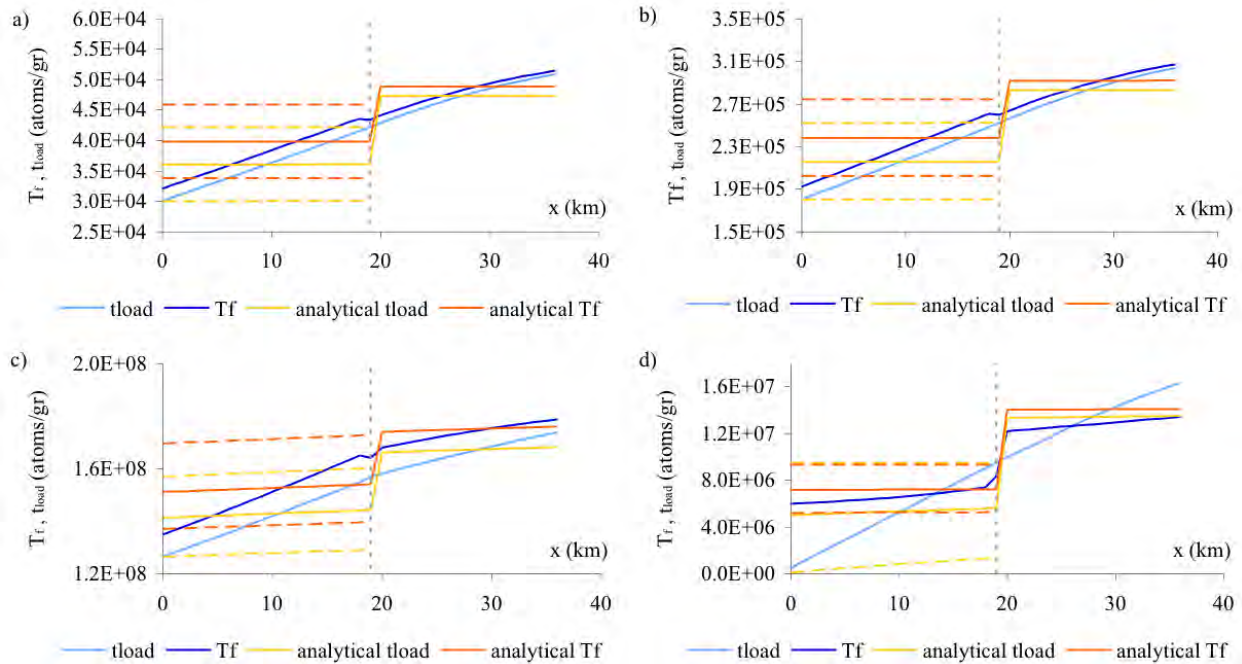 a)
Tf , tload (atoms/gr)
6.0E+04
5.5E+04
5.0E+04
4.5E+04
4.0E+04
3.5E+04
3.0E+04
2.5E+04
x (km)
0 10 20 30 40
tload Tf analytical tload analytical Tf
b)
Tf, tload (atoms/gr)
3.5E+05
3.1E+05
2.7E+05
2.3E+05
1.9E+05
1.5E+05
x (km)
0 10 20 30 40
tload Tf analytical tload analytical Tf
c)
Tf , tload (atoms/gr)
2.0E+08
1.6E+08
1.2E+08
x (km)
0 10 20 30 40
tload Tf analytical tload analytical Tf
d)
Tf , tload (atoms/gr)
1.6E+07
1.2E+07
8.0E+06
4.0E+06
0.0E+00
x (km)
0 10 20 30 40
tload Tf analytical tload analytical Tf